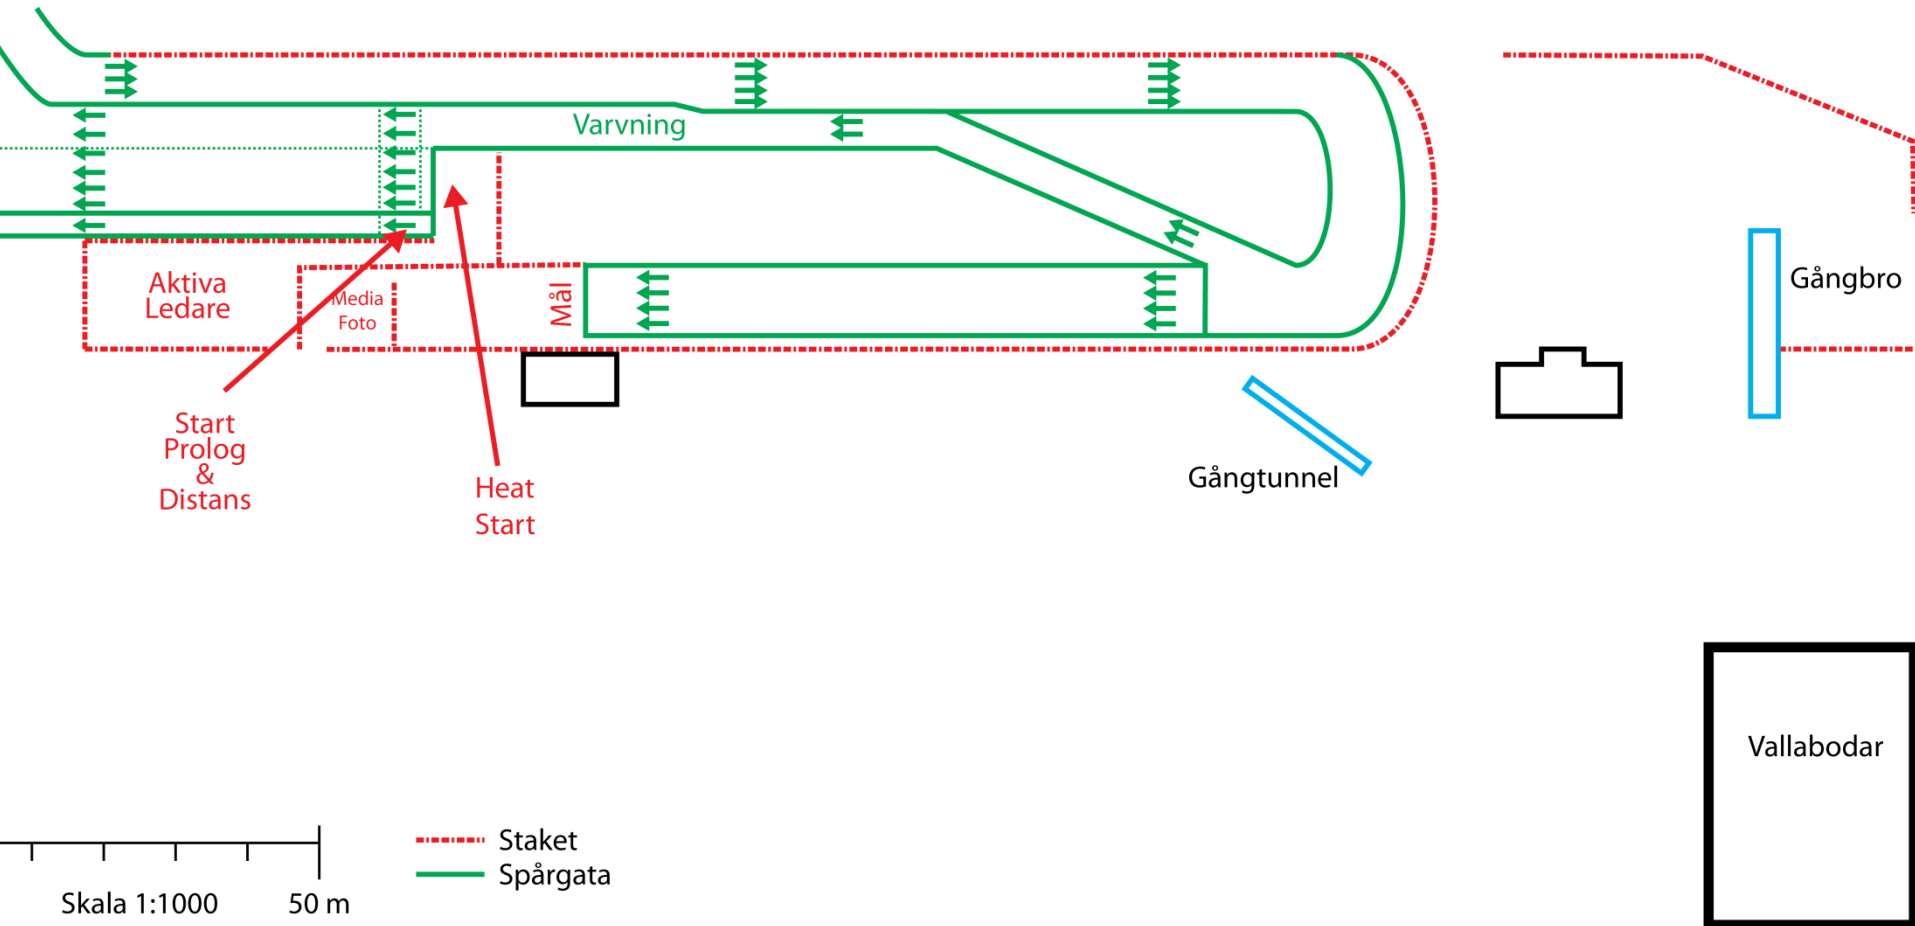 Varvning
Gångbro
Aktiva
Ledare
Media
Foto
Mål
Start
Prolog
&
Distans
Heat
Start
Gångtunnel
Vallabodar
Staket
Spårgata
Skala 1:1000
50 m